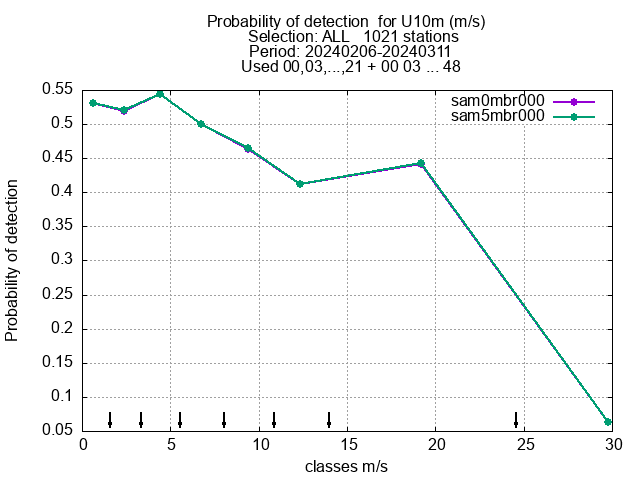 Probability of detection  for U10m (m/s)
Selection: ALL   1021 stations
Period: 20240206-20240311
Used 00,03,...,21 + 00 03 ... 48
sam0mbr000
sam5mbr000
0.55
0.5
0.45
0.4
0.35
0.3
0.25
0.2
0.15
0.1
0.05
Probability of detection
0 5 10 15 20 25 30
classes m/s